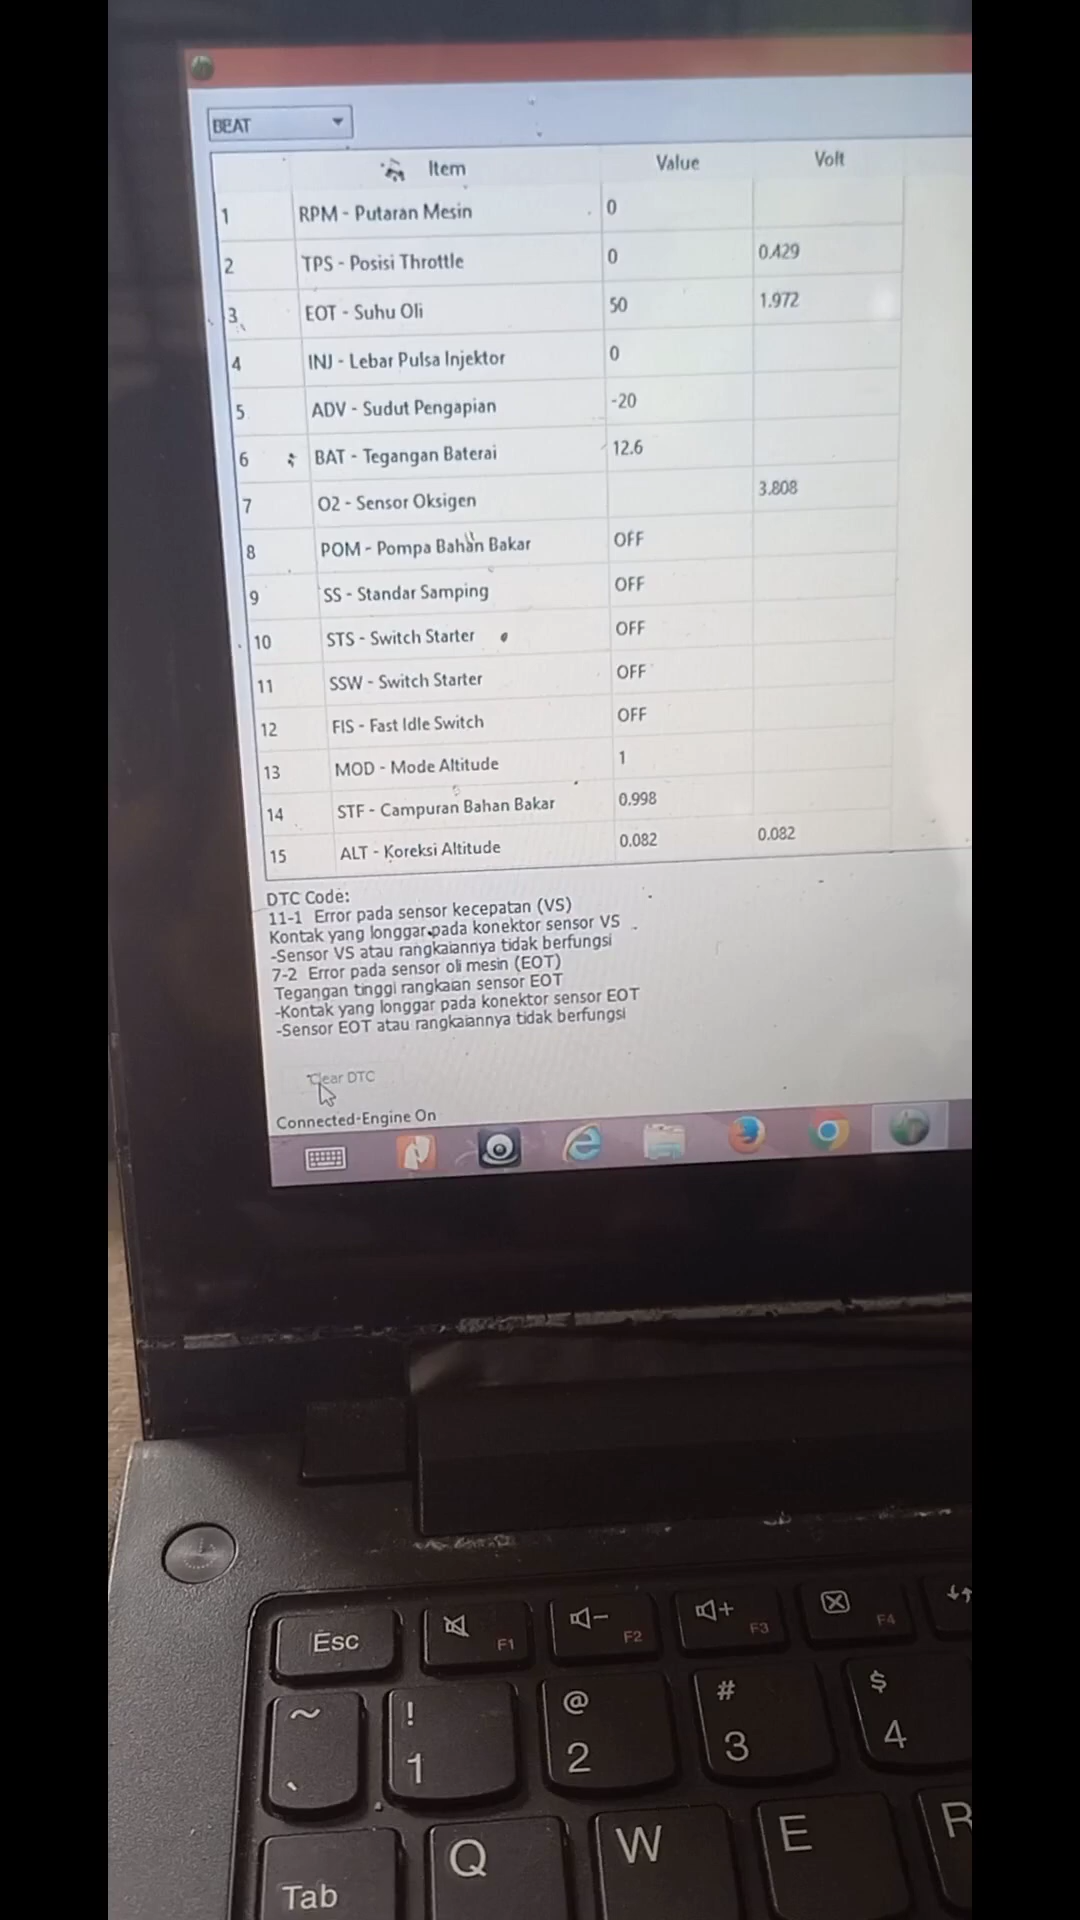 BEAT
Item Value Volt
1 RPM - Putaran Mesin 0
2 TPS - Posisi Throttle 0 0.429
3 EOT - Suhu Oli 50 1.972
4 INJ - Lebar Pulsa Injektor 0
5 ADV - Sudut Pengapian -20
6 BAT - Tegangan Baterai 12.6
7 O2 - Sensor Oksigen 3.808
8 POM - Pompa Bahan Bakar OFF
9 SS - Standar Samping OFF
10 STS - Switch Starter OFF
11 SSW - Switch Starter OFF
12 FIS - Fast Idle Switch OFF
13 MOD - Mode Altitude 1
14 STF - Campuran Bahan Bakar 0.998
15 ALT - Koreksi Altitude 0.082 0.082
DTC Code:
11-1 Error pada sensor kecepatan (VS)
Kontak yang longgar pada konektor sensor VS
-Sensor VS atau rangkaiannya tidak berfungsi
7-2 Error pada sensor oli mesin (EOT)
Tegangan tinggi rangkaian sensor EOT
-Kontak yang longgar pada konektor sensor EOT
-Sensor EOT atau rangkaiannya tidak berfungsi
Clear DTC
Connected-Engine On
Esc F1 F2 F3 F4
~ ! @ # $
` 1 2 3 4
Tab Q W E R